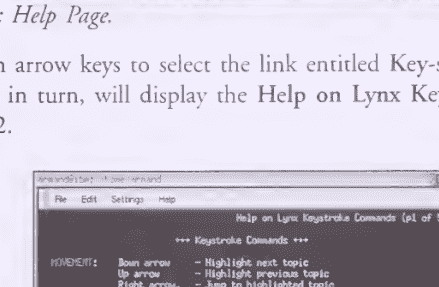 : Help Page.
n arrow keys to select the link entitled Key-s
in turn, will display the Help on Lynx Key
2.
File Edit Settings Help
Help on Lynx Keystroke Commands (p1 of
*** Keystroke Commands ***
MOVEMENT: Down arrow - Highlight next topic
Up arrow - Highlight previous topic
Right arrow, - Jump to highlighted topic